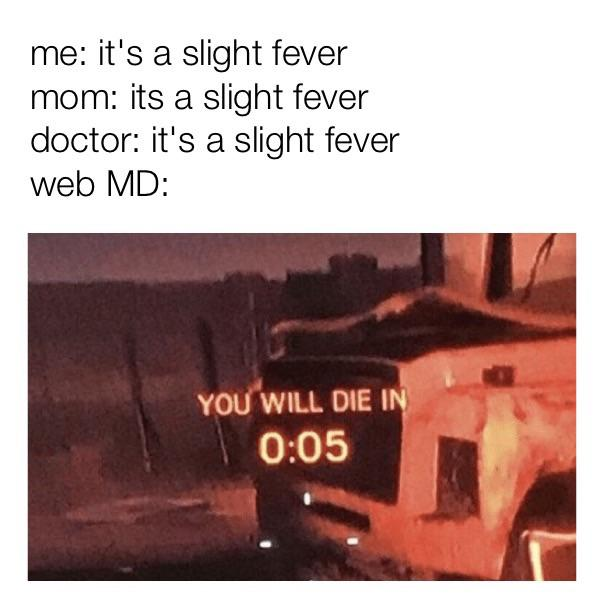 me: it's a slight fever
mom: its a slight fever
doctor: it's a slight fever
web MD:
YOU WILL DIE IN
0:05